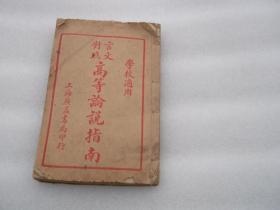 學校適用
言文對照
高等論說指南
上海廣益書局印行